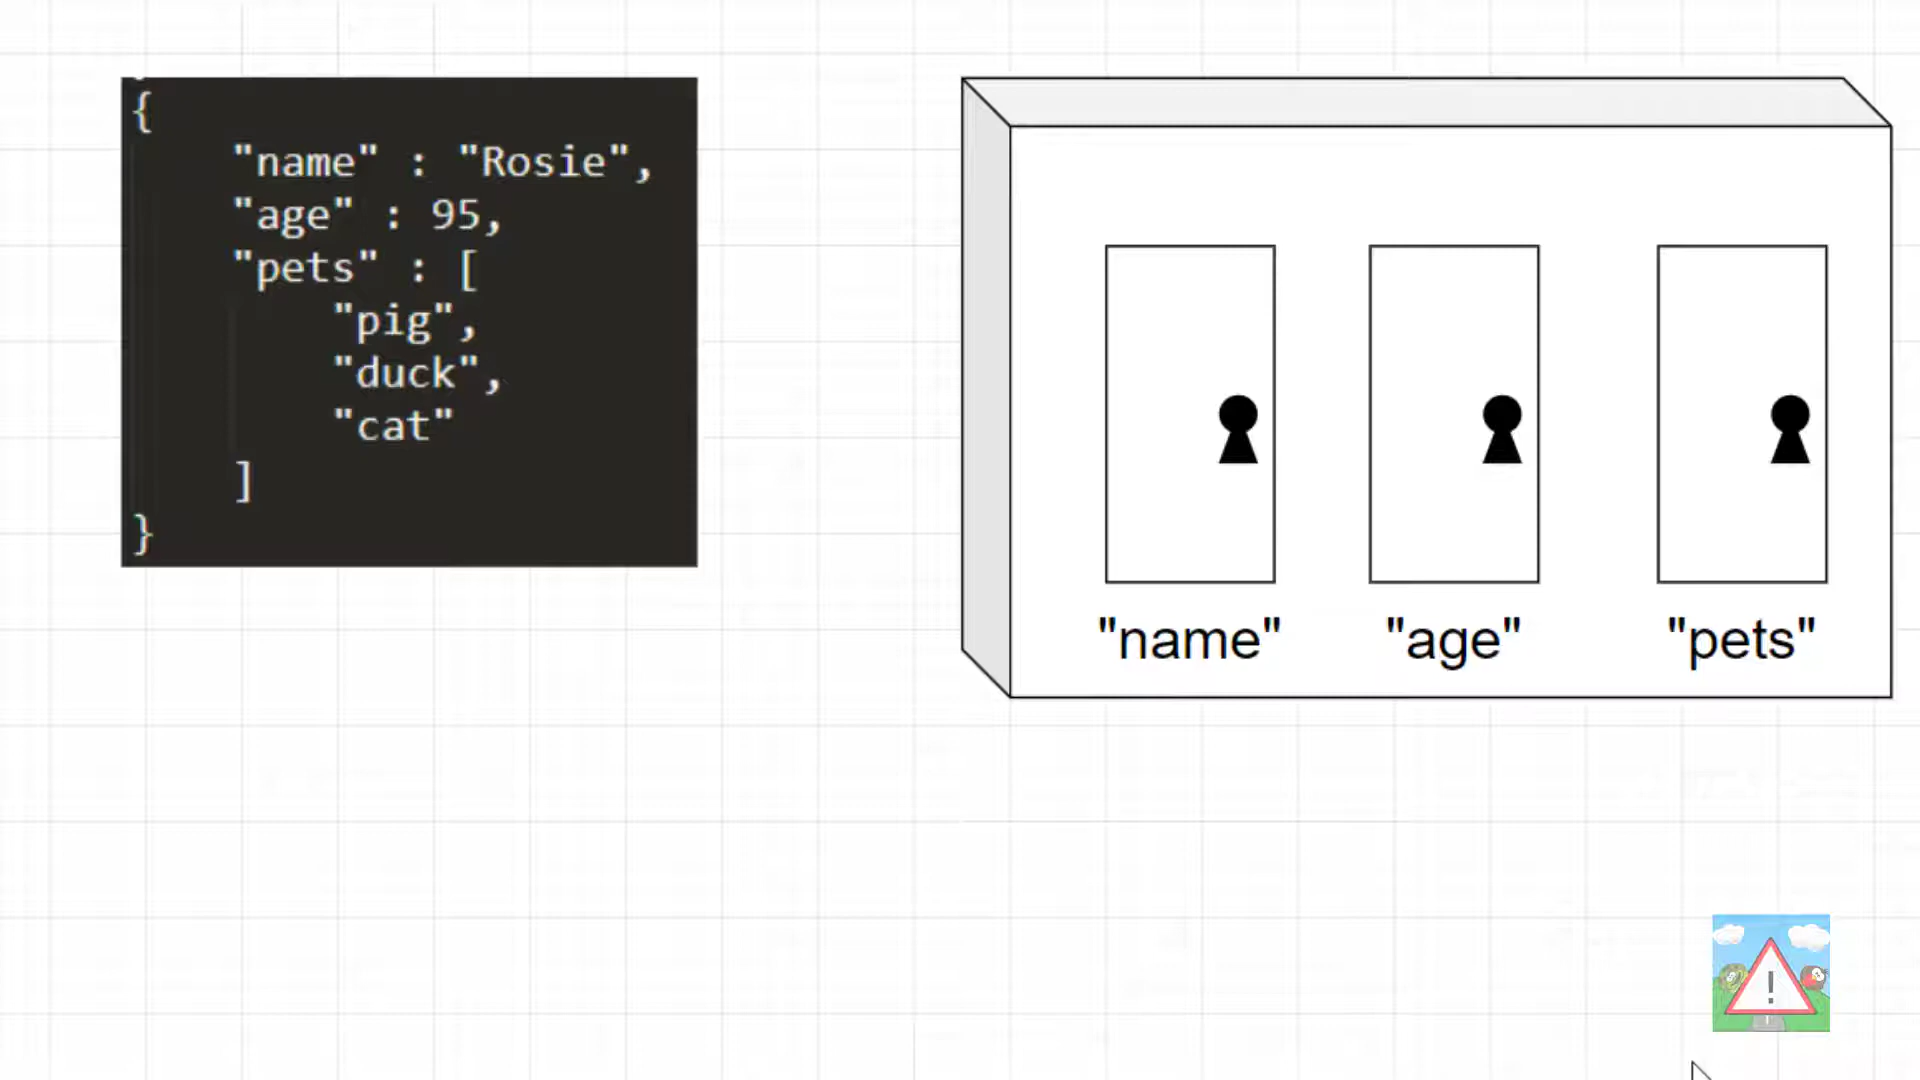 {
"name" : "Rosie",
"age" : 95,
"pets" : [
"pig",
"duck",
"cat"
]
}
"name" "age" "pets"
!